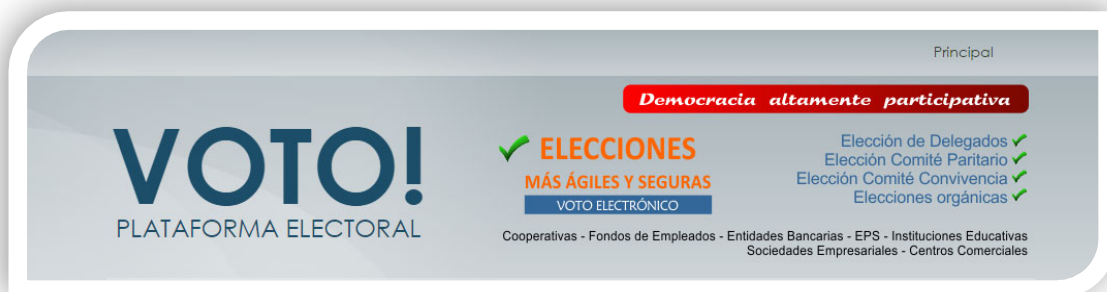 Principal
Democracia altamente participativa
VOTO!
PLATAFORMA ELECTORAL
ELECCIONES
MÁS ÁGILES Y SEGURAS
VOTO ELECTRÓNICO
Elección de Delegados
Elección Comité Paritario
Elección Comité Convivencia
Elecciones orgánicas
Cooperativas - Fondos de Empleados - Entidades Bancarias - EPS - Instituciones Educativas
Sociedades Empresariales - Centros Comerciales